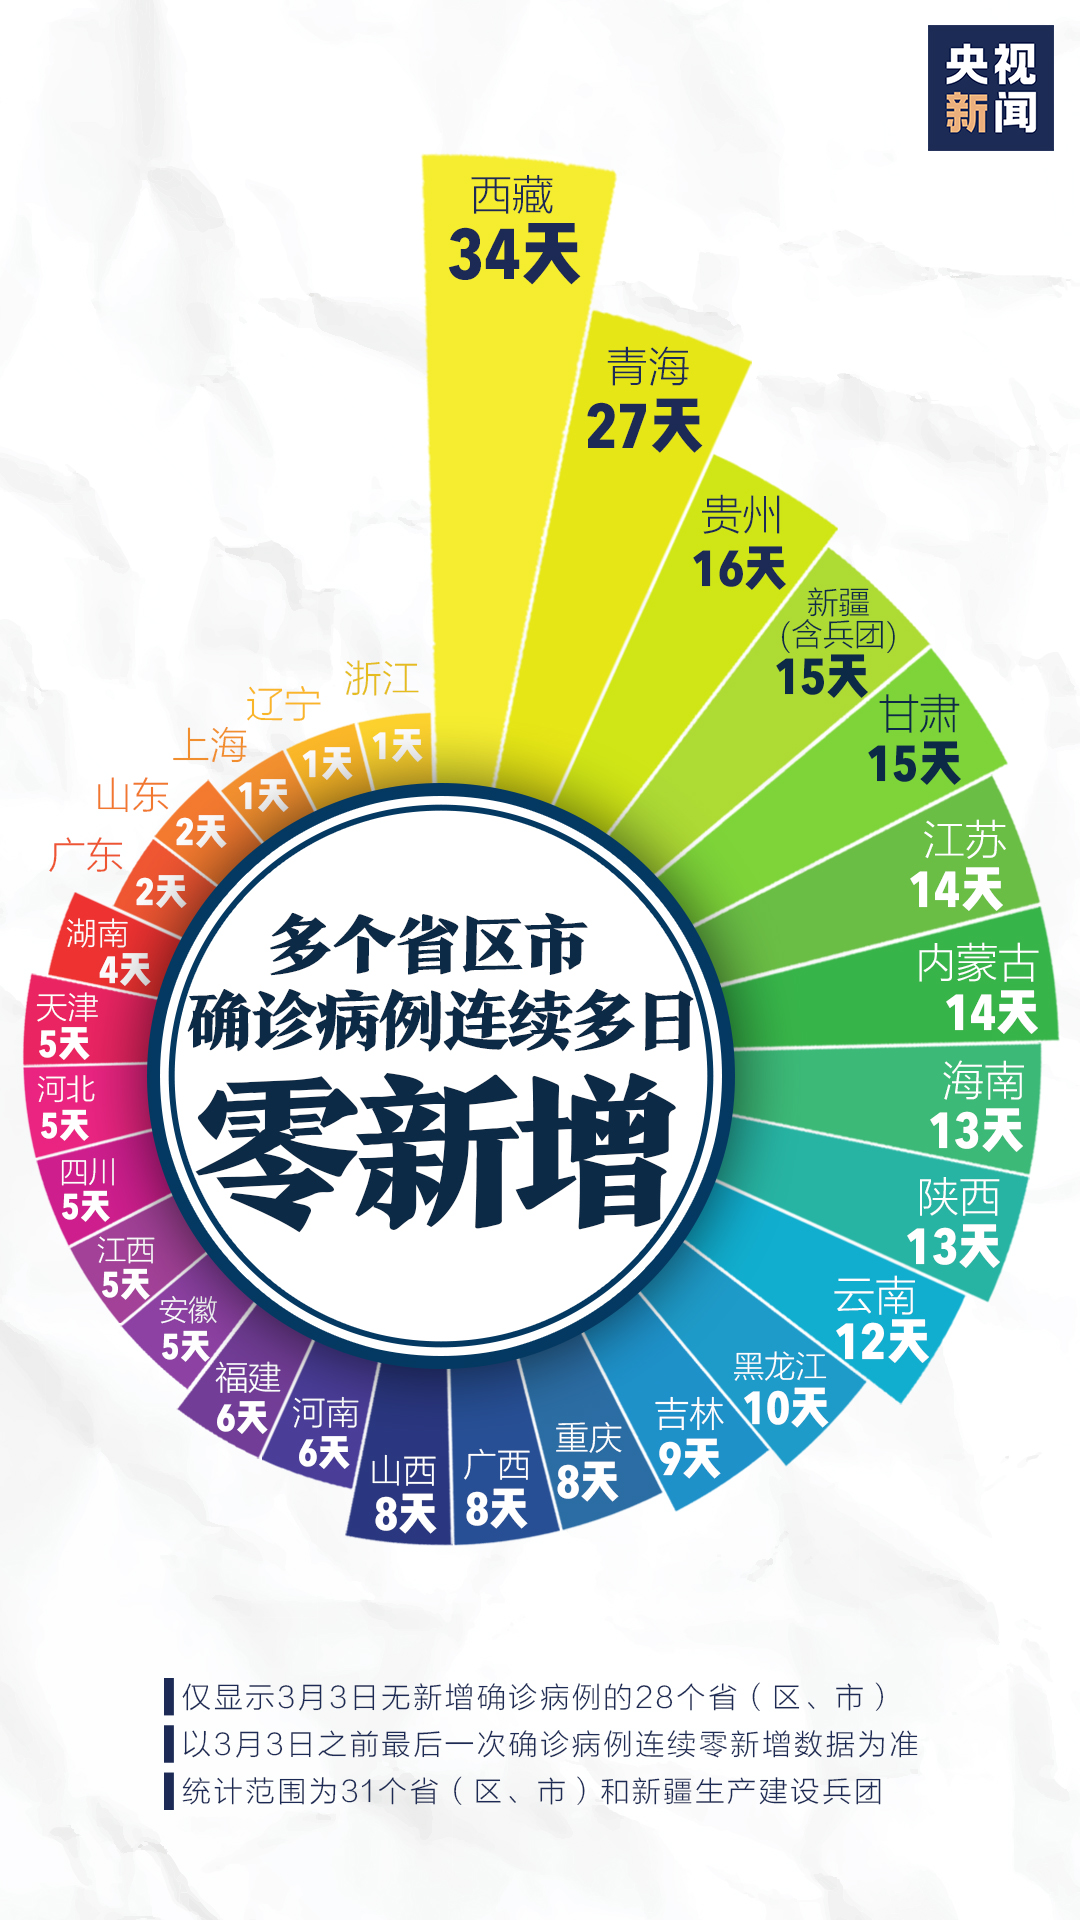 央视
新闻
西藏
34天
青海
27天
贵州
16天
新疆
(含兵团)
15天
甘肃
15天
江苏
14天
内蒙古
14天
海南
13天
陕西
13天
云南
12天
黑龙江
10天
吉林
9天
重庆
8天
广西
8天
山西
8天
河南
6天
福建
6天
安徽
5天
江西
5天
四川
5天
河北
5天
天津
5天
湖南
4天
广东
2天
山东
2天
上海
1天
辽宁
1天
浙江
1天
多个省区市
确诊病例连续多日
零新增
仅显示3月3日无新增确诊病例的28个省（区、市）
以3月3日之前最后一次确诊病例连续零新增数据为准
统计范围为31个省（区、市）和新疆生产建设兵团